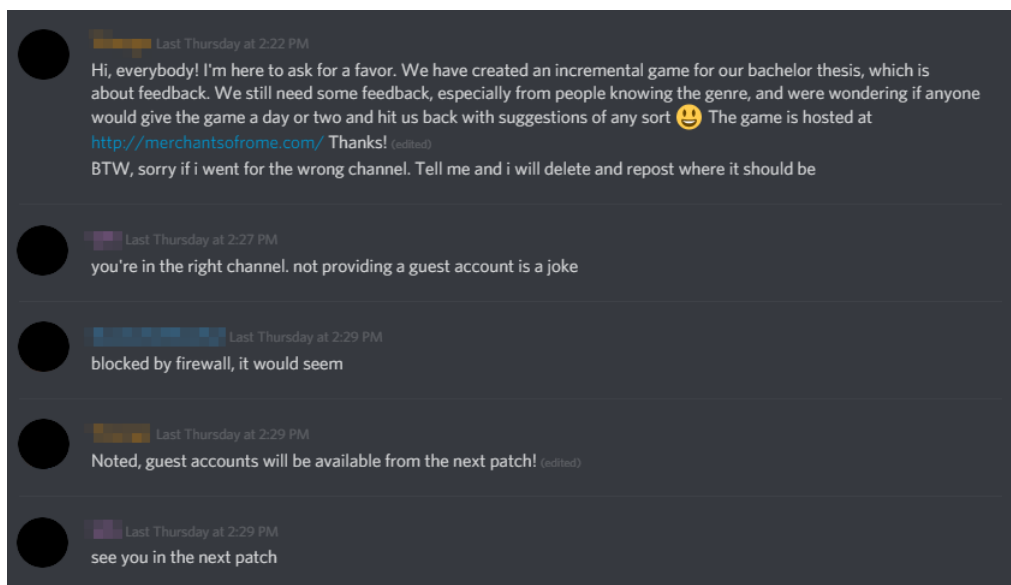 Last Thursday at 2:22 PM
Hi, everybody! I'm here to ask for a favor. We have created an incremental game for our bachelor thesis, which is
about feedback. We still need some feedback, especially from people knowing the genre, and were wondering if anyone
would give the game a day or two and hit us back with suggestions of any sort 😃 The game is hosted at
http://merchantsofrome.com/ Thanks! (edited)
BTW, sorry if i went for the wrong channel. Tell me and i will delete and repost where it should be
Last Thursday at 2:27 PM
you're in the right channel. not providing a guest account is a joke
Last Thursday at 2:29 PM
blocked by firewall, it would seem
Last Thursday at 2:29 PM
Noted, guest accounts will be available from the next patch! (edited)
Last Thursday at 2:29 PM
see you in the next patch